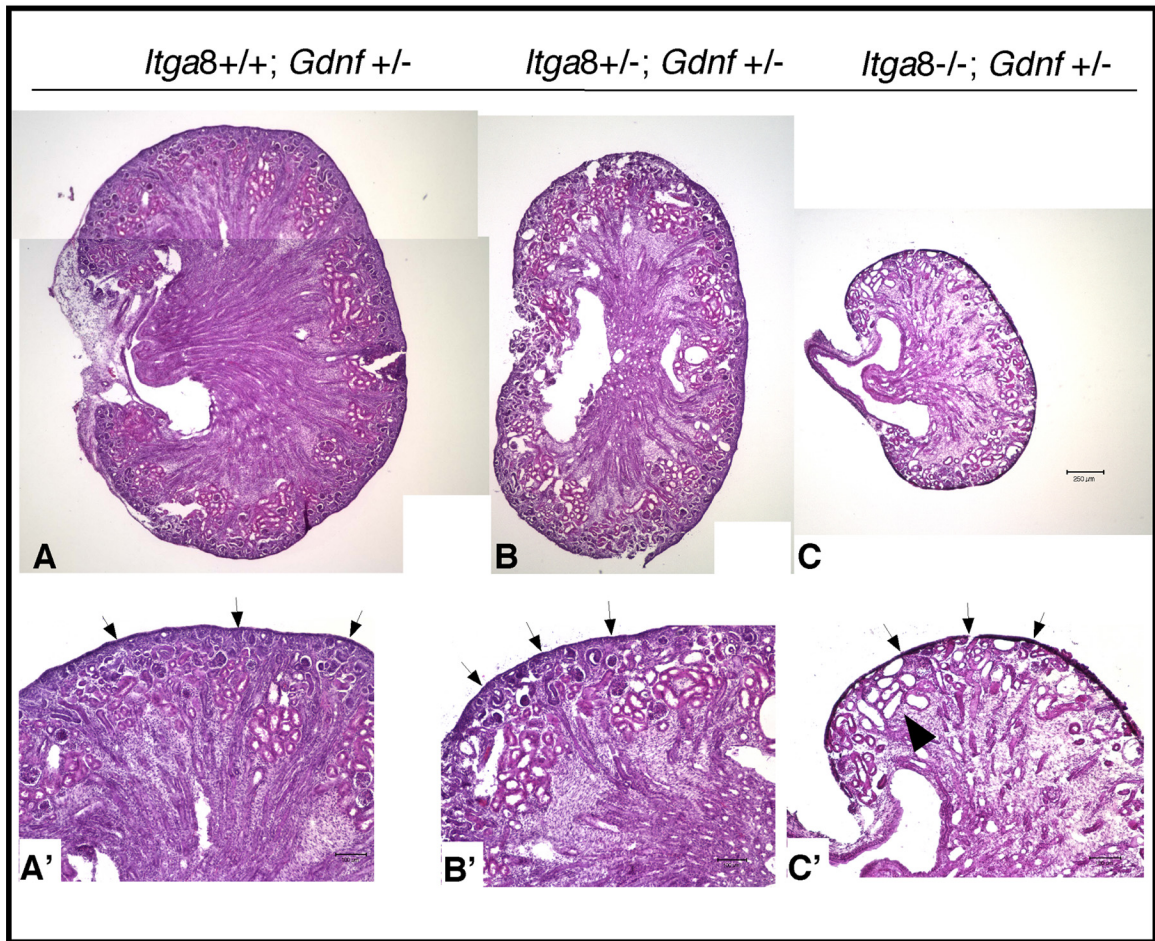 Itga8+/+; Gdnf +/-
Itga8+/-; Gdnf +/-
Itga8-/-; Gdnf +/-
250 µm
A
B
C
A’
B’
C’